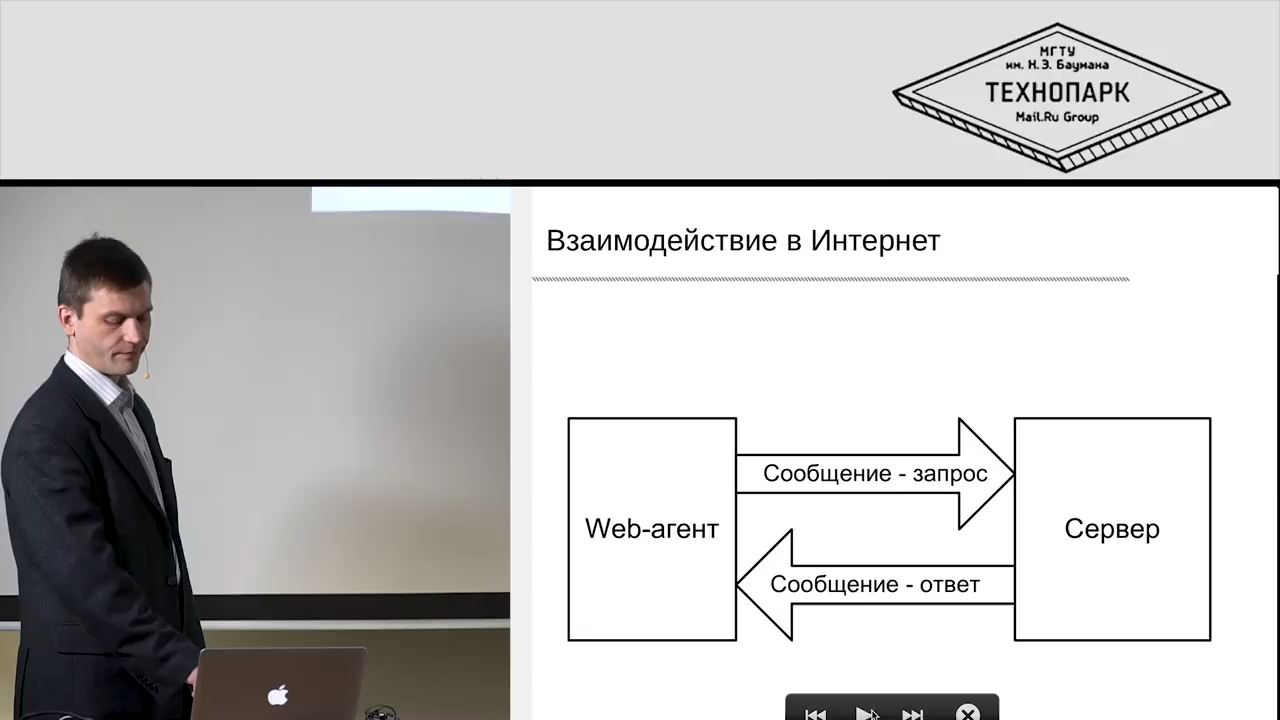 МГТУ
им. Н.Э. Баумана
ТЕХНОПАРК
Mail.Ru Group
Взаимодействие в Интернет
Web-агент
Сообщение - запрос
Сообщение - ответ
Сервер